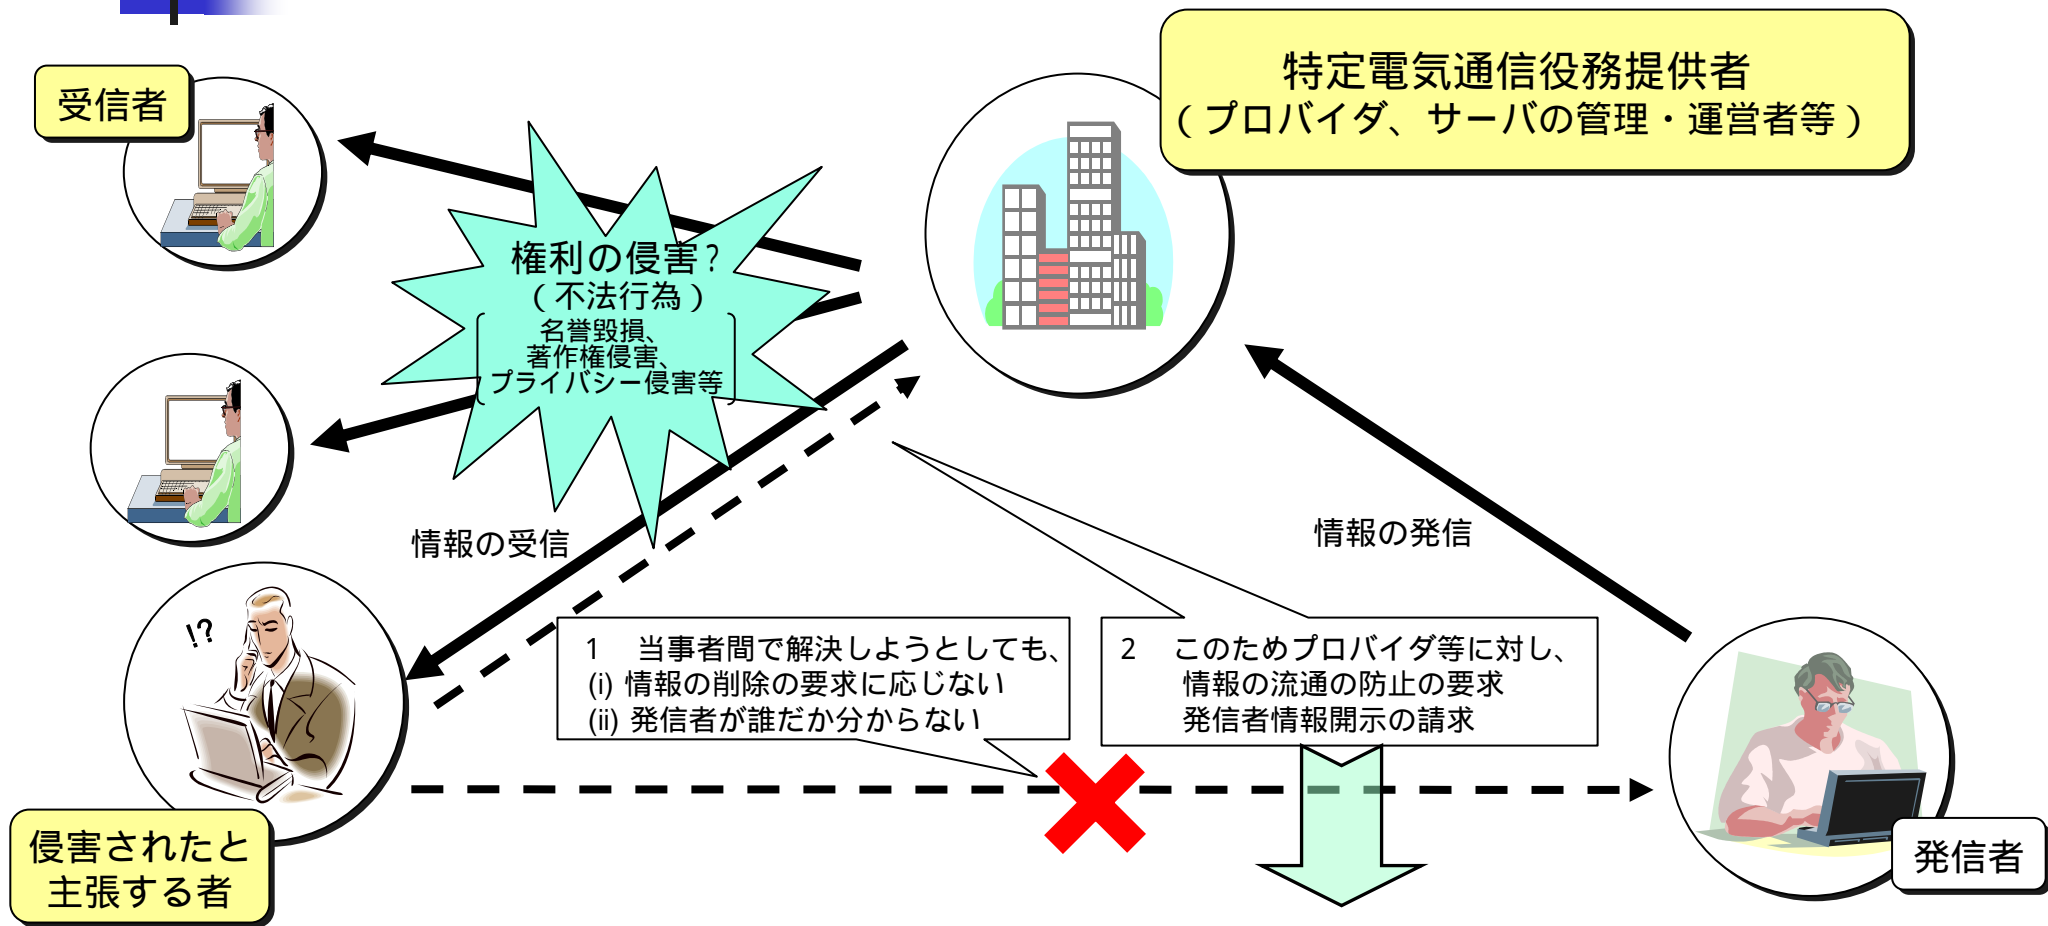 特定電気通信役務提供者
（プロバイダ、サーバの管理・運営者等）
受信者
権利の侵害？
（不法行為）
名誉毀損、
著作権侵害、
プライバシー侵害等
情報の受信
情報の発信
!?
1　当事者間で解決しようとしても、
(i) 情報の削除の要求に応じない
(ii) 発信者が誰だか分からない
2　このためプロバイダ等に対し、
情報の流通の防止の要求
発信者情報開示の請求
侵害されたと
主張する者
発信者